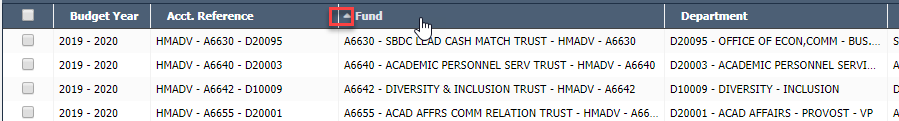 Budget Year Acct. Reference Fund Department
2019 - 2020 HMADV - A6630 - D20095 A6630 - SBDC LEAD CASH MATCH TRUST - HMADV - A6630 D20095 - OFFICE OF ECON,COMM - BUS....
2019 - 2020 HMADV - A6640 - D20003 A6640 - ACADEMIC PERSONNEL SERV TRUST - HMADV - A6640 D20003 - ACADEMIC PERSONNEL SERVI...
2019 - 2020 HMADV - A6642 - D10009 A6642 - DIVERSITY & INCLUSION TRUST - HMADV - A6642 D10009 - DIVERSITY - INCLUSION
2019 - 2020 HMADV - A6655 - D20001 A6655 - ACAD AFFRS COMM RELATION TRUST - HMADV - A66... D20001 - ACAD AFFAIRS - PROVOST - VP